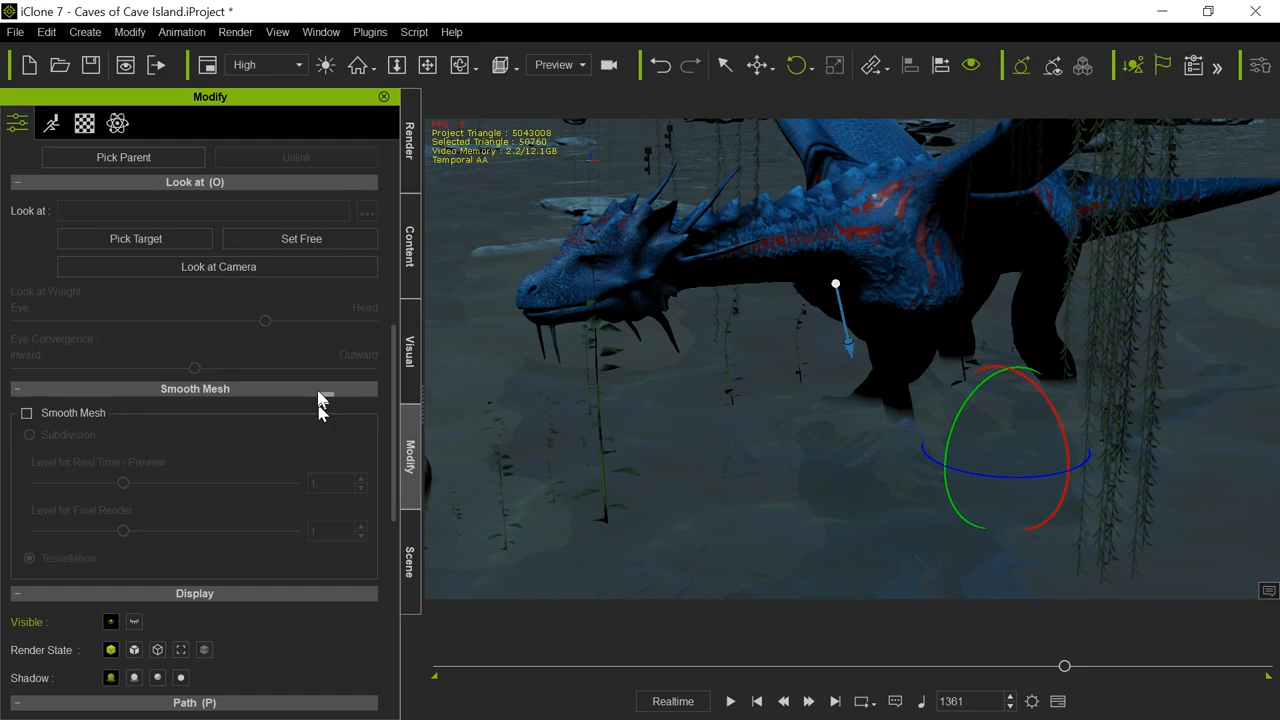 iClone 7 - Caves of Cave Island.iProject *
File Edit Create Modify Animation Render View Window Plugins Script Help
High Preview
Modify
Pick Parent Unlink
Look at (O)
Look at :
Pick Target Set Free
Look at Camera
Look at Weight
Eye Head
Eye Convergence :
Inward Outward
Smooth Mesh
Smooth Mesh
Subdivision
Level for Real Time / Preview
1
Level for Final Render
1
Tessellation
Display
Visible :
Render State :
Shadow :
Path (P)
Render
Content
Visual
Modify
Scene
FPS : 0
Project Triangle : 5043008
Selected Triangle : 50760
Video Memory : 2.2/12.1GB
Temporal AA
Realtime 1361